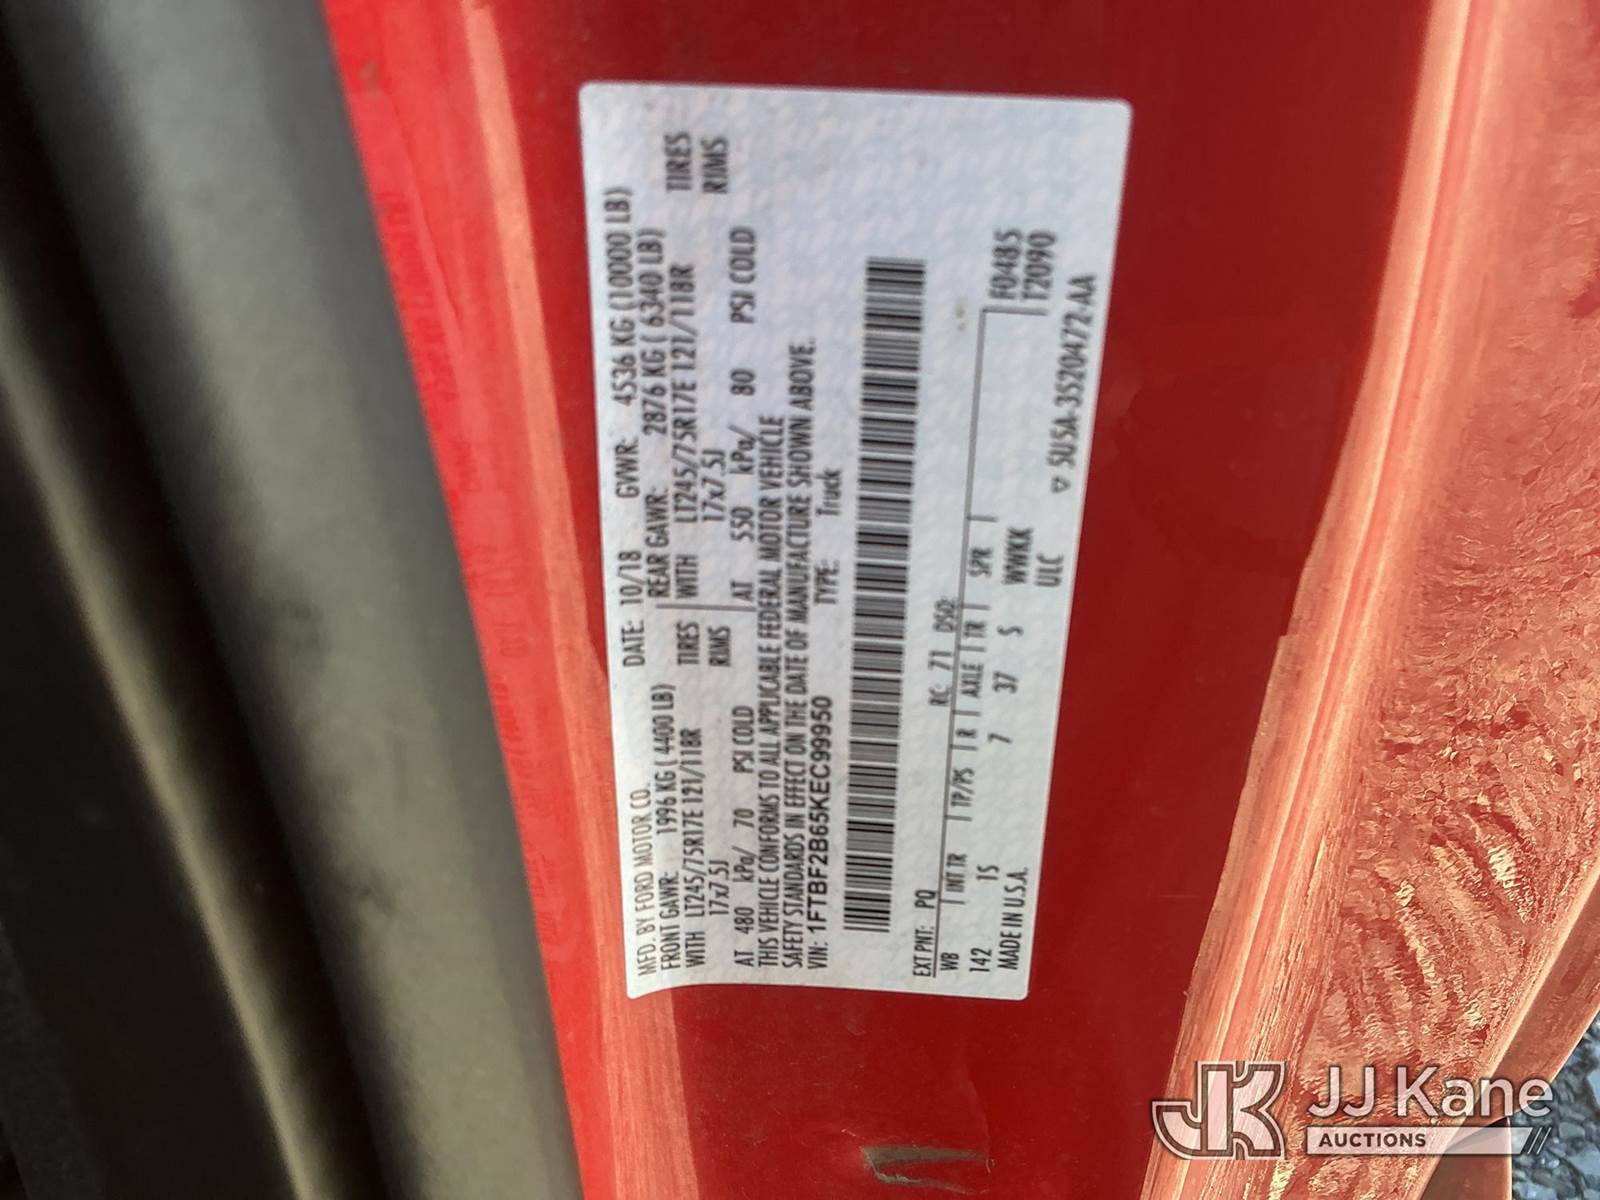 MFD. BY FORD MOTOR CO.
DATE: 10/18 GVWR: 4536 KG (10000 LB)
FRONT GAWR: 1996 KG ( 4400 LB) REAR GAWR: 2876 KG ( 6340 LB)
WITH LT245/75R17E 121/118R TIRES WITH LT245/75R17E 121/118R TIRES
17x7.5J RIMS 17x7.5J RIMS
AT 480 kPa/ 70 PSI COLD AT 550 kPa/ 80 PSI COLD
THIS VEHICLE CONFORMS TO ALL APPLICABLE FEDERAL MOTOR VEHICLE
SAFETY STANDARDS IN EFFECT ON THE DATE OF MANUFACTURE SHOWN ABOVE.
VIN: 1FTBF2B65KEC99950 TYPE: Truck
EXT PNT: PQ RC: 71 DSO: F0485
WB INT TR TP/PS R AXLE TR SPR T2090
142 1S 7 37 S WWKK
MADE IN U.S.A. ULC
▽ 5U5A-3520472-AA
JK JJ Kane
AUCTIONS